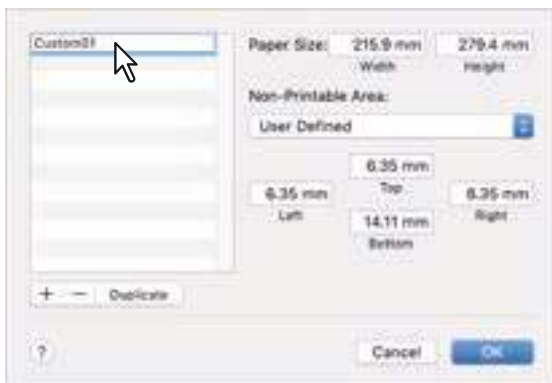 Custom01
Paper Size: 215.9 mm 279.4 mm
Width Height
Non-Printable Area:
User Defined
6.35 mm
Top
6.35 mm 6.35 mm
Left Right
14.11 mm
Bottom
+ − Duplicate
? Cancel OK